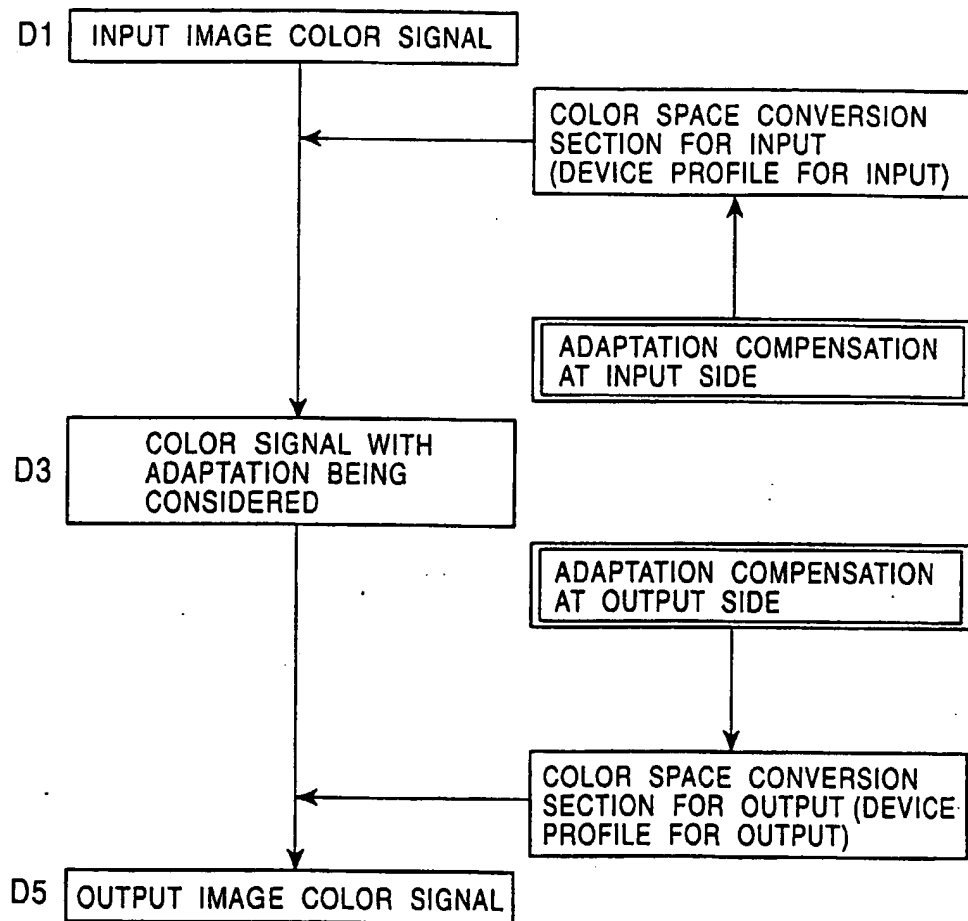 D1 INPUT IMAGE COLOR SIGNAL
COLOR SPACE CONVERSION
SECTION FOR INPUT
(DEVICE PROFILE FOR INPUT)
ADAPTATION COMPENSATION
AT INPUT SIDE
D3
COLOR SIGNAL WITH
ADAPTATION BEING
CONSIDERED
ADAPTATION COMPENSATION
AT OUTPUT SIDE
COLOR SPACE CONVERSION
SECTION FOR OUTPUT (DEVICE
PROFILE FOR OUTPUT)
D5 OUTPUT IMAGE COLOR SIGNAL